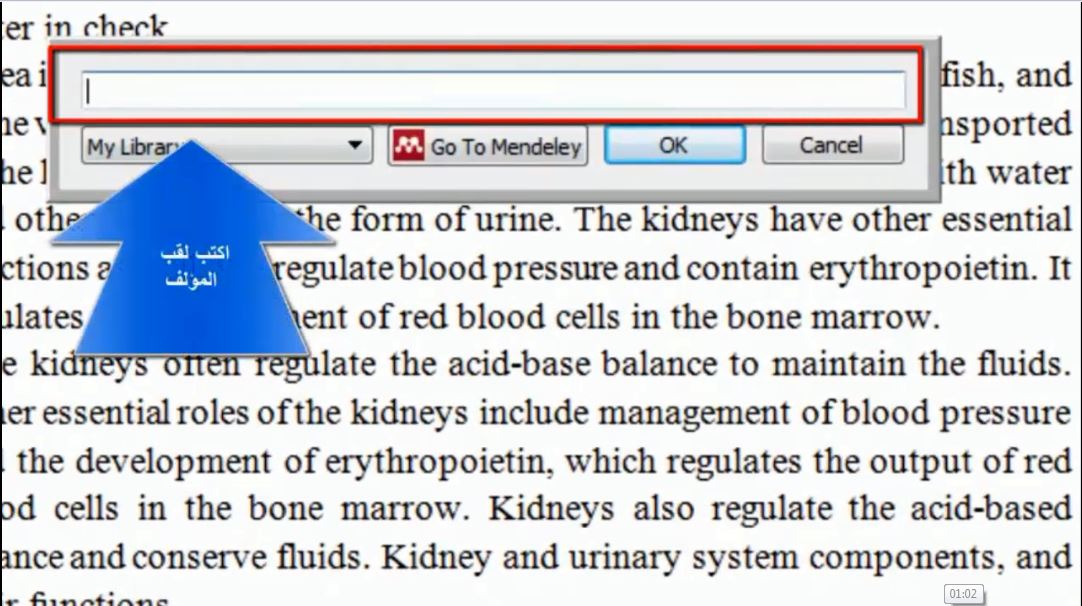 er in check
ea i fish, and
he v nsported
he l ith water
My Library
Go To Mendeley
OK
Cancel
othe the form of urine. The kidneys have other essential
ctions a regulate blood pressure and contain erythropoietin. It
ulates ent of red blood cells in the bone marrow.
اكتب لقب
المؤلف
e kidneys often regulate the acid-base balance to maintain the fluids.
er essential roles of the kidneys include management of blood pressure
the development of erythropoietin, which regulates the output of red
od cells in the bone marrow. Kidneys also regulate the acid-based
ance and conserve fluids. Kidney and urinary system components, and
r functions
01:02